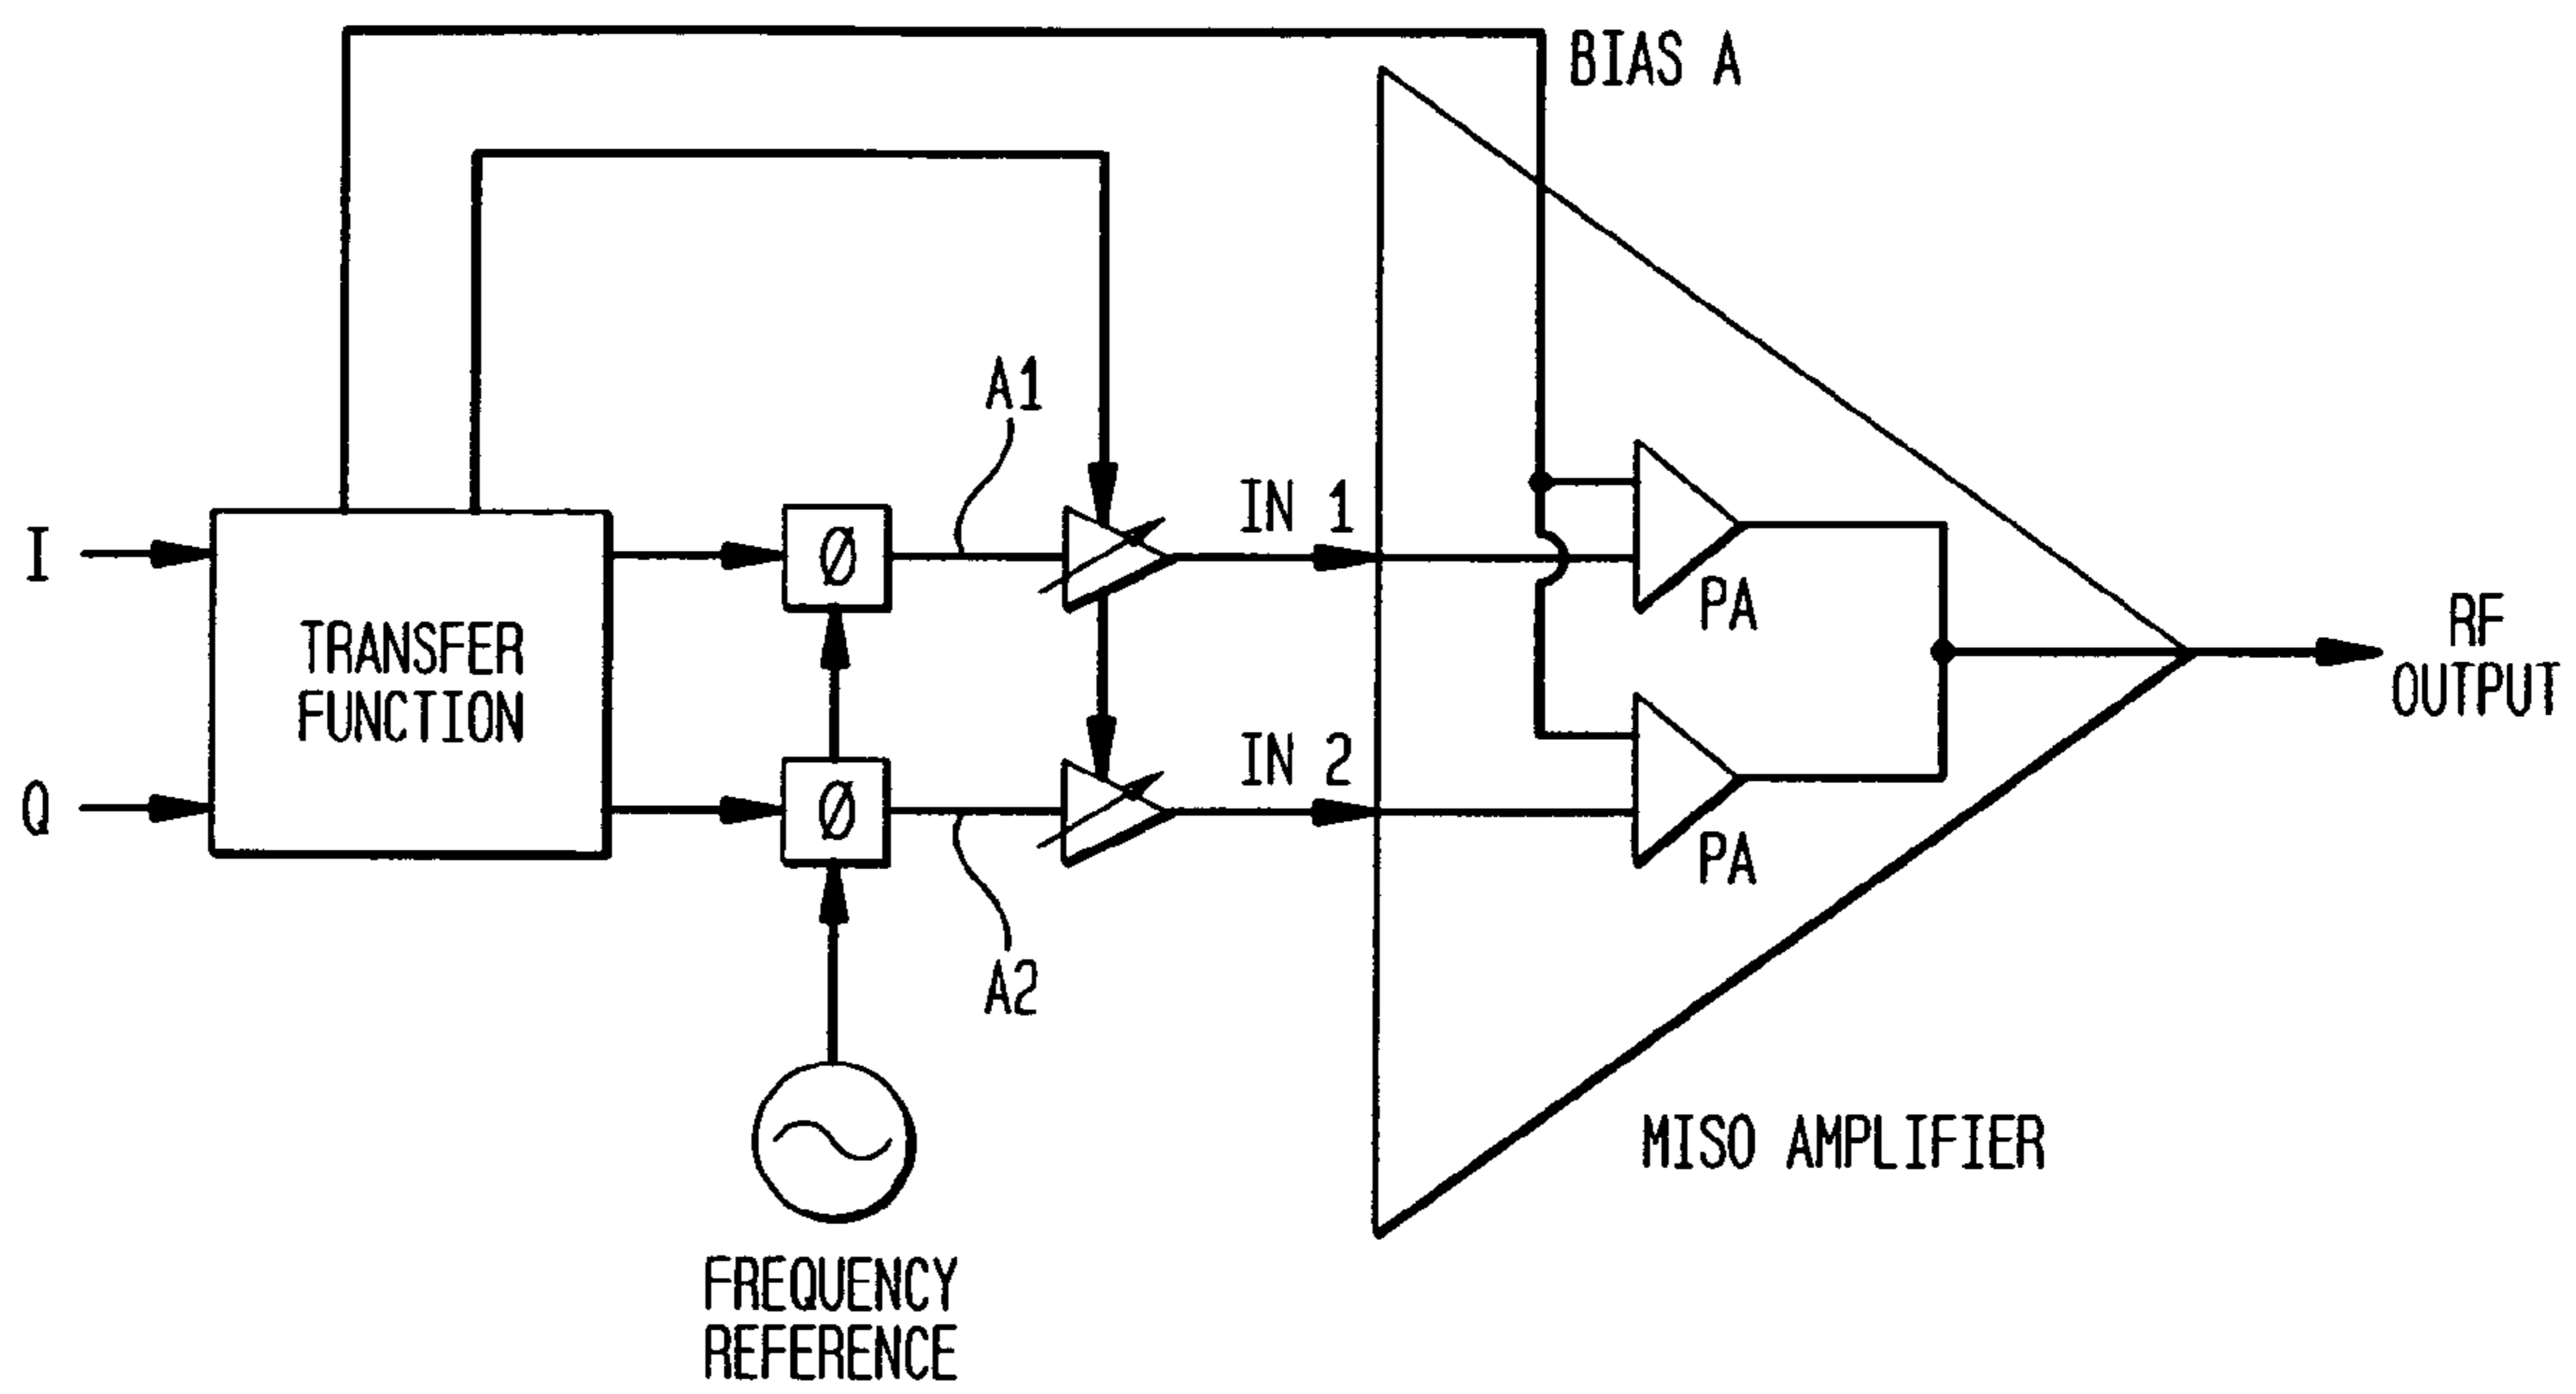 BIAS A
A1
I
Ø
IN 1
TRANSFER
FUNCTION
PA
RF
OUTPUT
Q
Ø
IN 2
PA
A2
MISO AMPLIFIER
FREQUENCY
REFERENCE